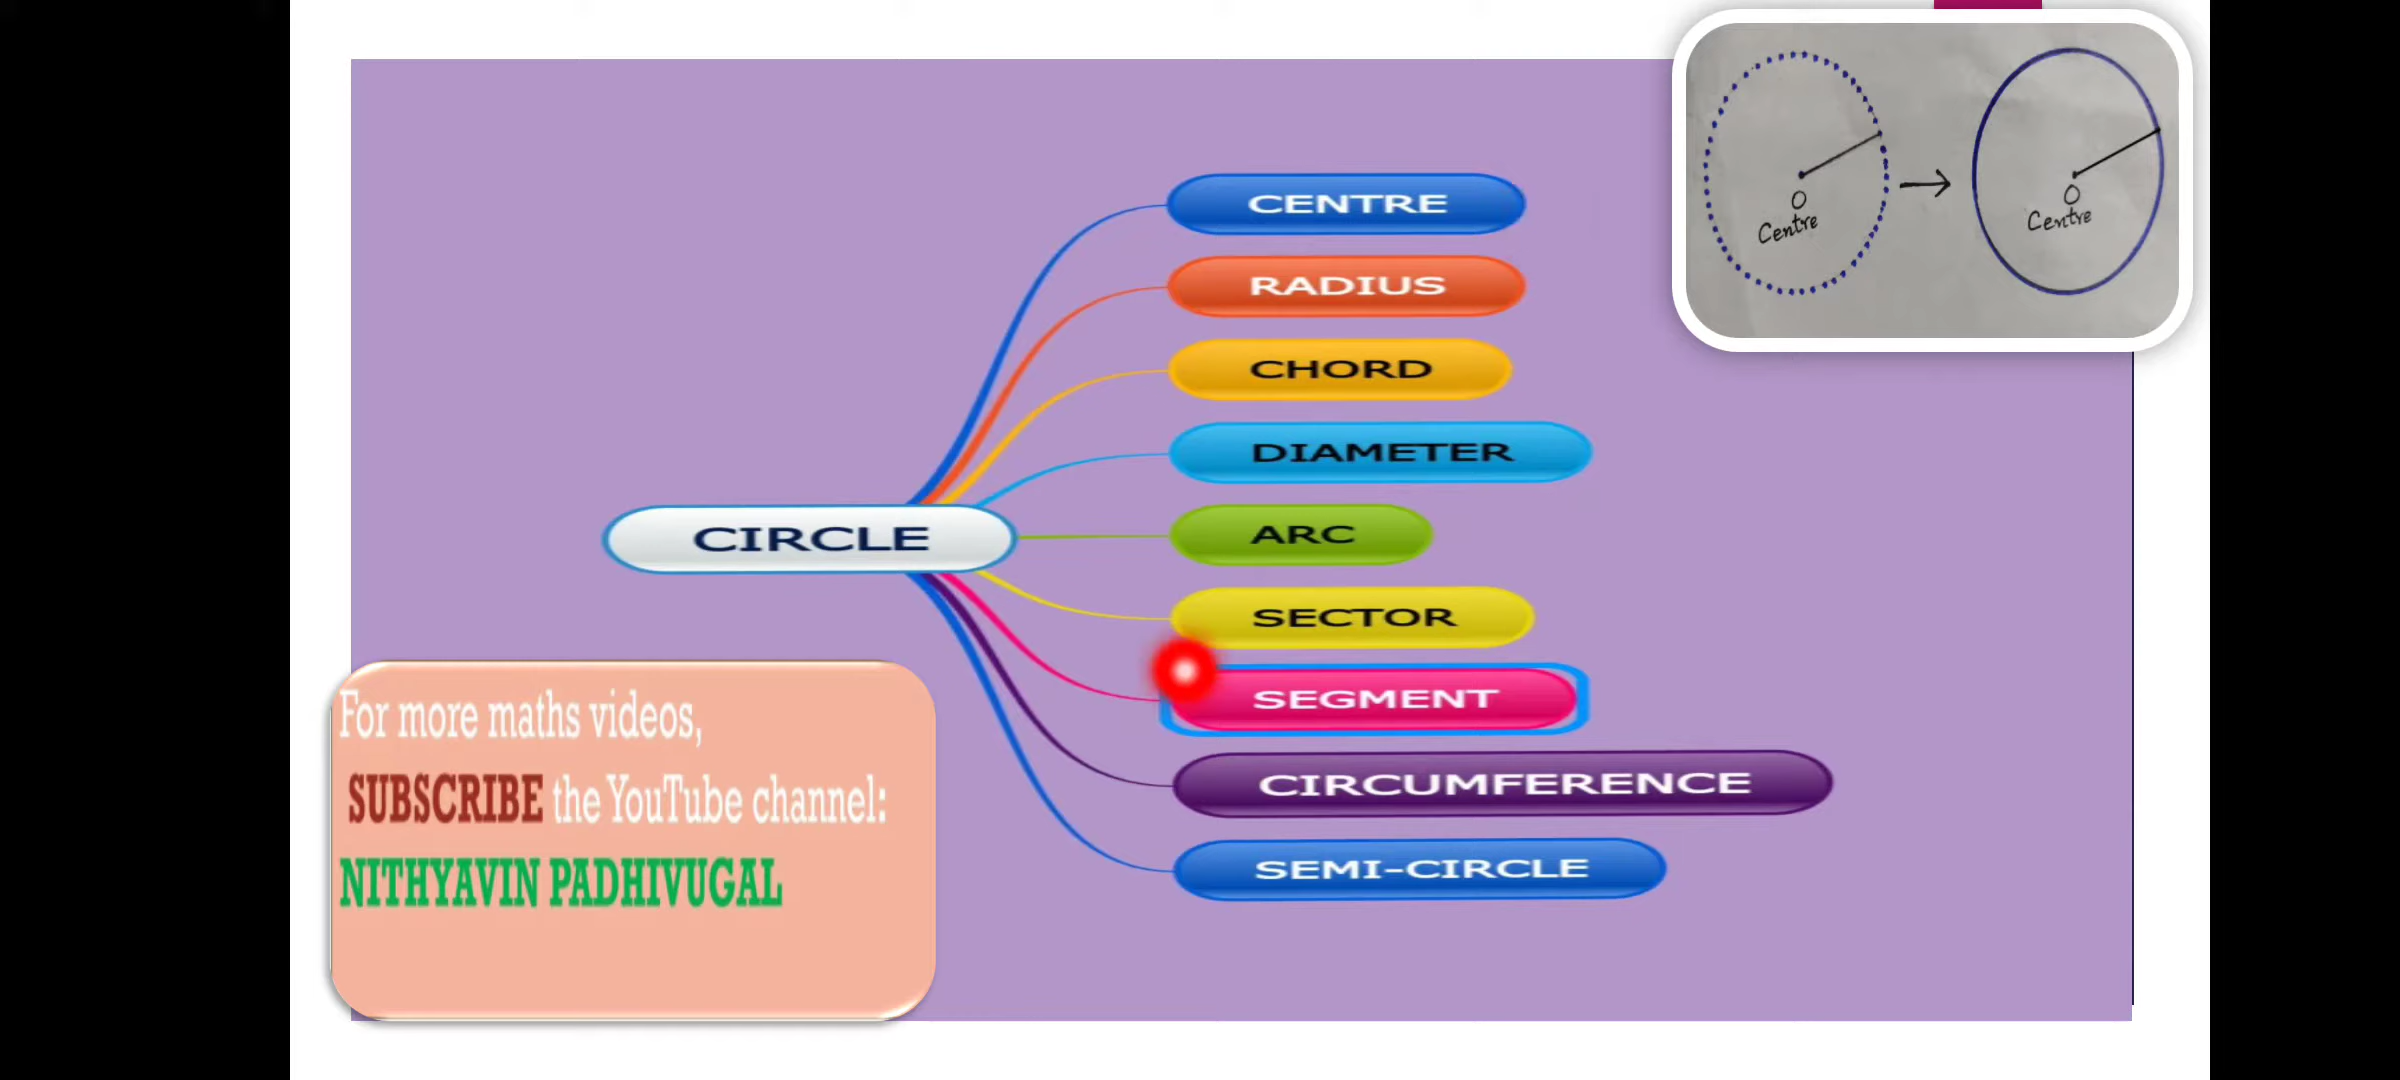 CIRCLE
CENTRE
RADIUS
CHORD
DIAMETER
ARC
SECTOR
SEGMENT
CIRCUMFERENCE
SEMI-CIRCLE
O
Centre
O
Centre
For more maths videos,
SUBSCRIBE the YouTube channel:
NITHYAVIN PADHIVUGAL